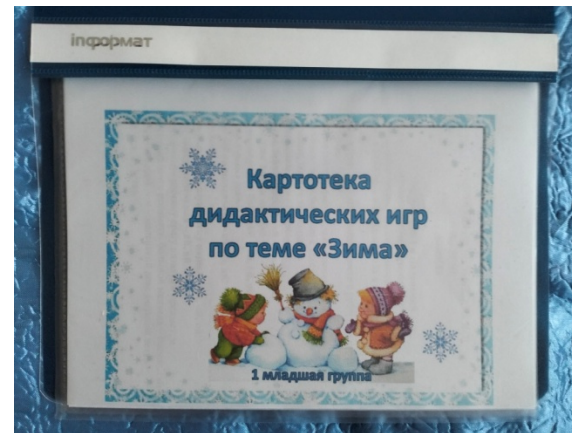 inформат
Картотека
дидактических игр
по теме «Зима»
1 младшая группа